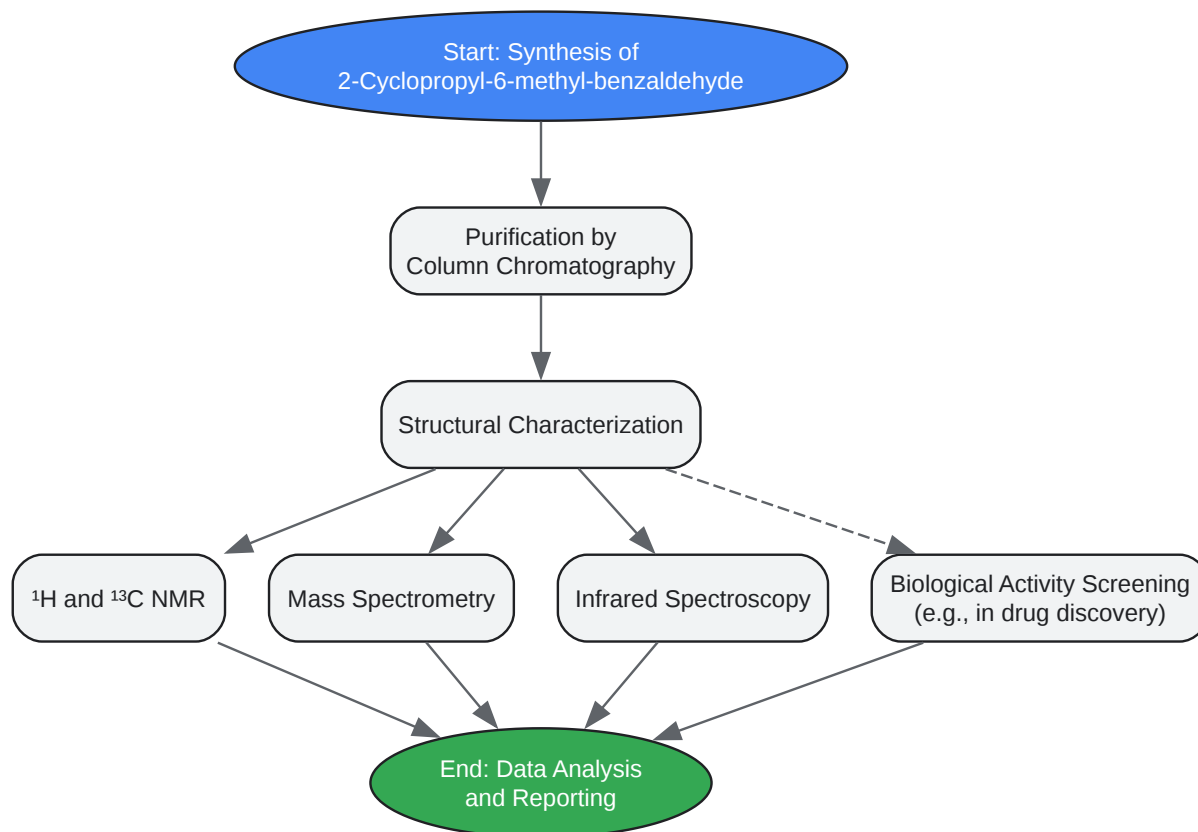 Start: Synthesis of
2-Cyclopropyl-6-methyl-benzaldehyde
Purification by
Column Chromatography
Structural Characterization
¹H and ¹³C NMR
Mass Spectrometry
Infrared Spectroscopy
Biological Activity Screening
(e.g., in drug discovery)
End: Data Analysis
and Reporting